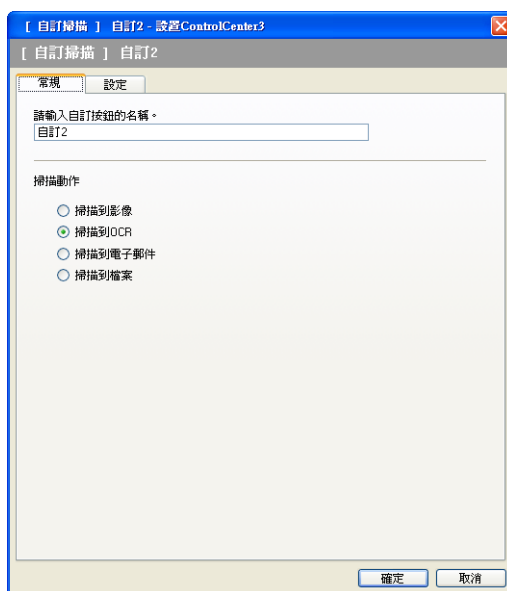 [ 自訂掃描 ] 自訂2 - 設置ControlCenter3
[ 自訂掃描 ] 自訂2
常規 設定
請輸入自訂按鈕的名稱。
自訂2
掃描動作
掃描到影像
掃描到OCR
掃描到電子郵件
掃描到檔案
確定 取消